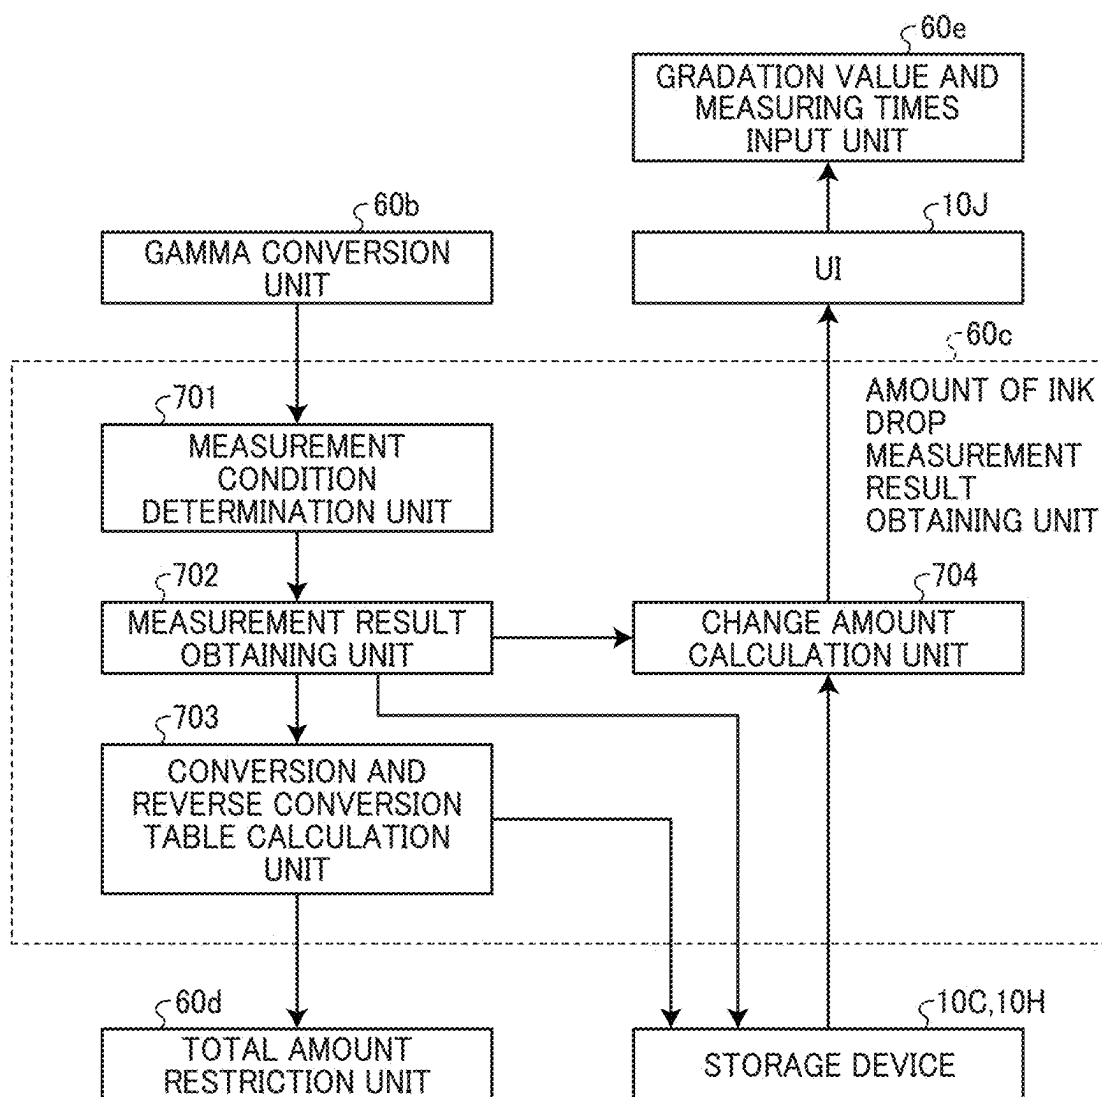 60e
GRADATION VALUE AND
MEASURING TIMES
INPUT UNIT
60b
GAMMA CONVERSION
UNIT
10J
UI
60c
AMOUNT OF INK
DROP
MEASUREMENT
RESULT
OBTAINING UNIT
701
MEASUREMENT
CONDITION
DETERMINATION UNIT
702
MEASUREMENT RESULT
OBTAINING UNIT
704
CHANGE AMOUNT
CALCULATION UNIT
703
CONVERSION AND
REVERSE CONVERSION
TABLE CALCULATION
UNIT
60d
TOTAL AMOUNT
RESTRICTION UNIT
10C,10H
STORAGE DEVICE